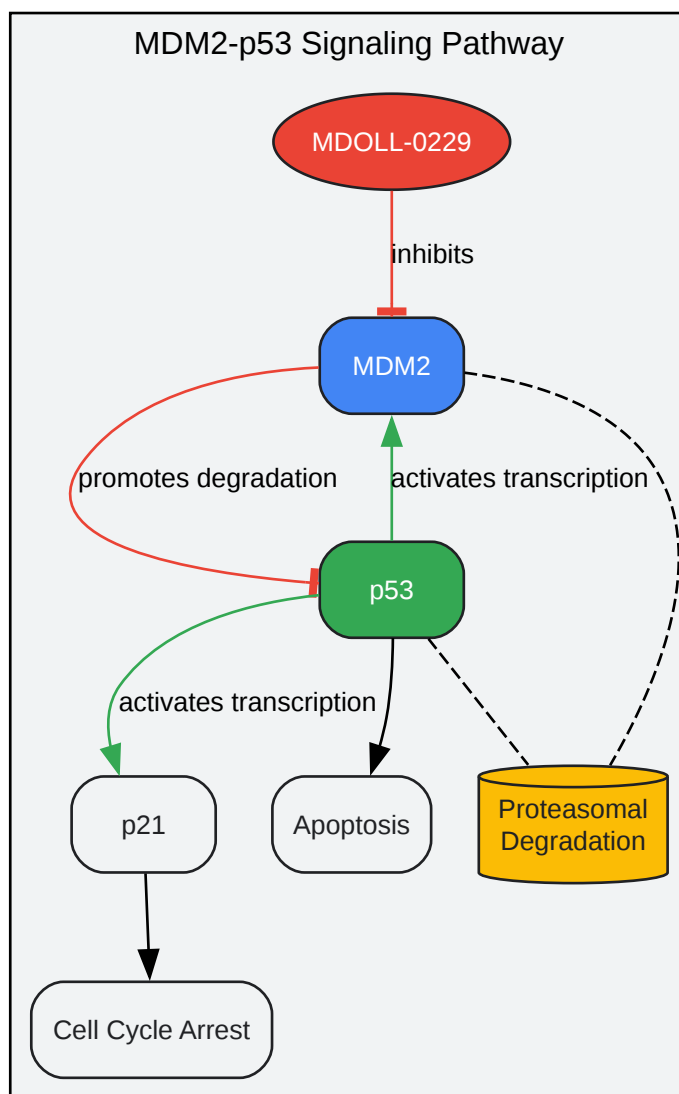 MDM2-p53 Signaling Pathway
MDOLL-0229
inhibits
MDM2
promotes degradation
activates transcription
p53
activates transcription
p21
Apoptosis
Proteasomal
Degradation
Cell Cycle Arrest